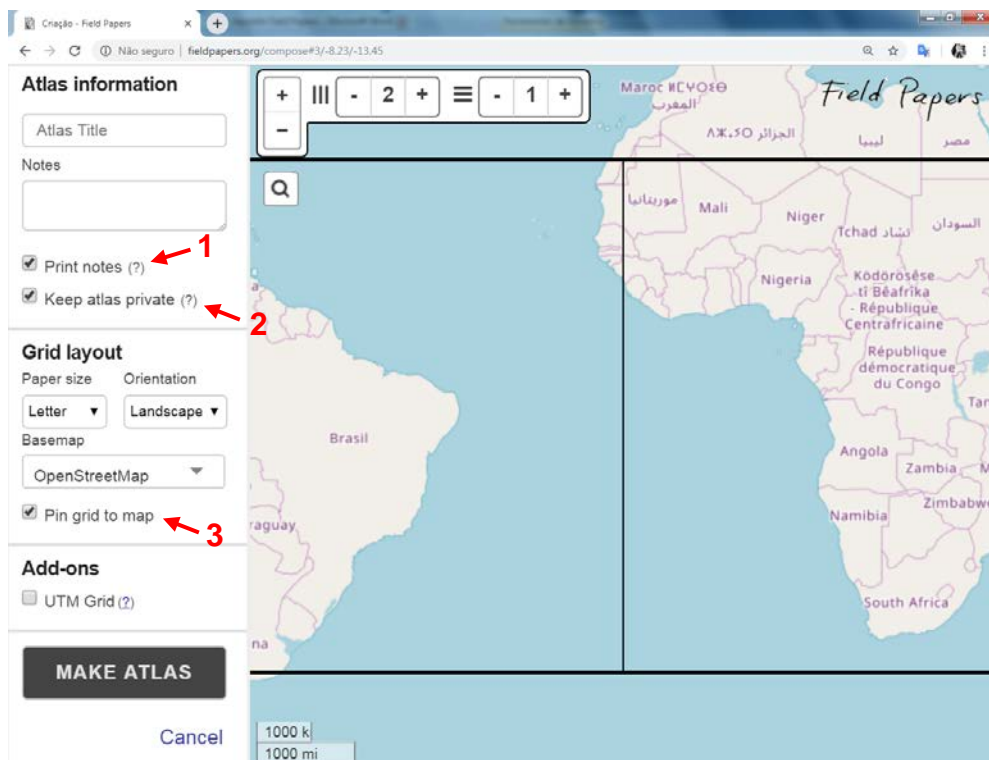 Criação - Field Papers
Não seguro | fieldpapers.org/compose#3/-8.23/-13.45
Atlas information
Atlas Title
Notes
Print notes (?)
1
Keep atlas private (?)
2
Grid layout
Paper size Orientation
Letter Landscape
Basemap
OpenStreetMap
Pin grid to map
3
Add-ons
UTM Grid (?)
MAKE ATLAS
Cancel
+ - 2 + - 1 +
-
Field Papers
Maroc ⵍⵎⵖⵔⵉⴱ
المغرب
ⴷⵣⴰⵢⵔ الجزائر
ليبيا
مصر
موريتانيا
Mali
Niger
Tchad تشاد
السودان
Nigeria
Ködörösêse
tî Bêafrîka
- République
Centrafricaine
République
démocratique
du Congo
Tan
Brasil
Angola
Zambia
M
Zimbabwe
Namibia
raguay
South Africa
na
1000 k
1000 mi